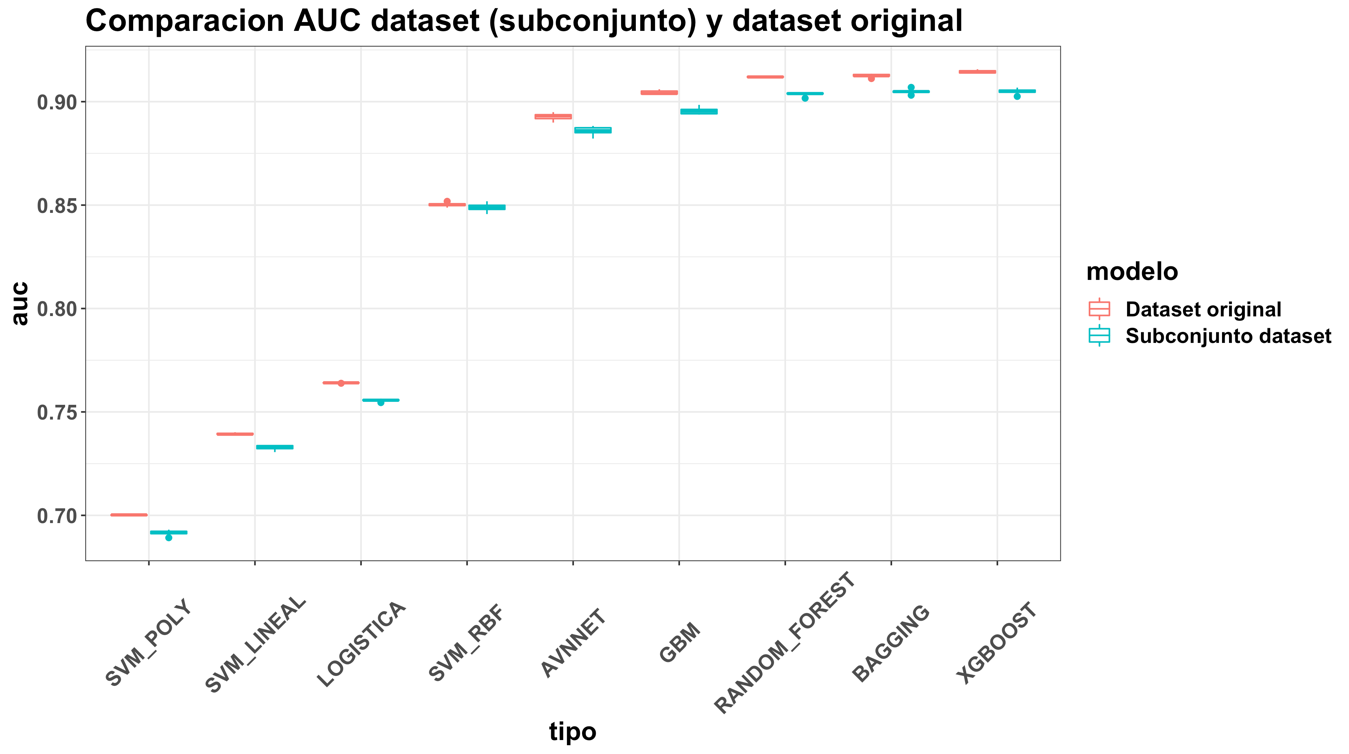 Comparacion AUC dataset (subconjunto) y dataset original
auc
0.90
0.85
0.80
0.75
0.70
SVM_POLY
SVM_LINEAL
LOGISTICA
SVM_RBF
AVNNET
GBM
RANDOM_FOREST
BAGGING
XGBOOST
tipo
modelo
Dataset original
Subconjunto dataset